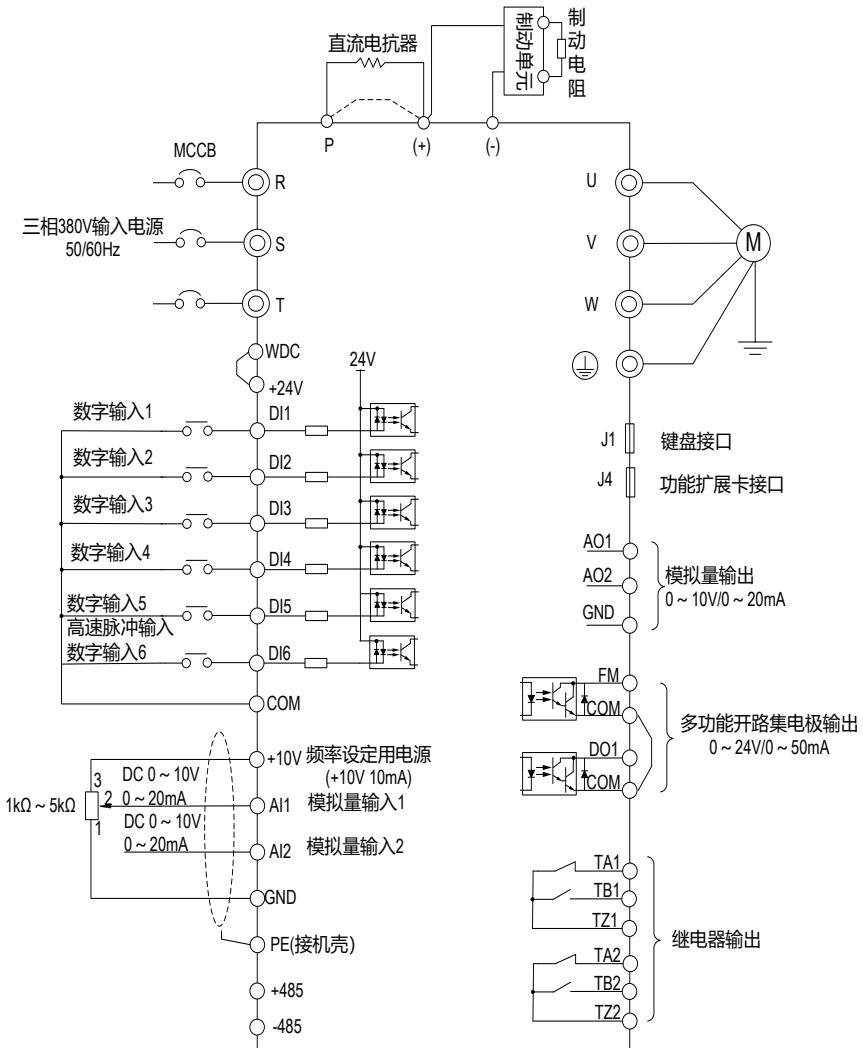 直流电抗器
制动单元
制动电阻
P
(+)
(-)
MCCB
R
三相380V输入电源
50/60Hz
S
T
WDC
+24V
24V
数字输入1
DI1
数字输入2
DI2
数字输入3
DI3
数字输入4
DI4
数字输入5
高速脉冲输入
DI5
数字输入6
DI6
COM
+10V
频率设定用电源
(+10V 10mA)
3
DC 0~10V
1kΩ~5kΩ
2
0~20mA
AI1
模拟量输入1
1
DC 0~10V
0~20mA
AI2
模拟量输入2
GND
PE(接机壳)
+485
-485
U
V
M
W
J1
键盘接口
J4
功能扩展卡接口
AO1
AO2
GND
模拟量输出
0~10V/0~20mA
FM
COM
DO1
COM
多功能开路集电极输出
0~24V/0~50mA
TA1
TB1
TZ1
继电器输出
TA2
TB2
TZ2